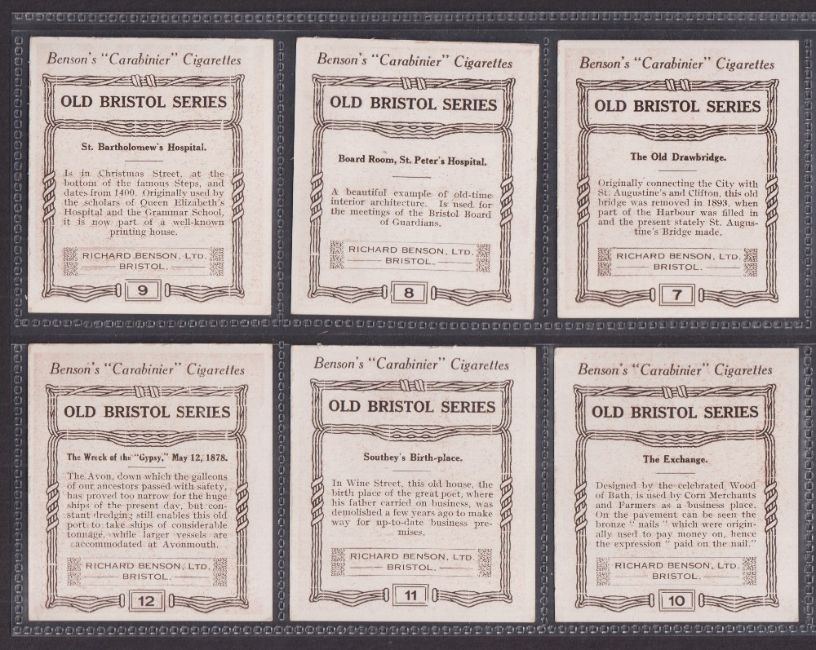 Benson's "Carabinier" Cigarettes
OLD BRISTOL SERIES
St. Bartholomew's Hospital.
Is in Christmas Street, at the
bottom of the famous Steps, and
dates from 1400. Originally used by
the scholars of Queen Elizabeth's
Hospital and the Grammar School,
it is now part of a well-known
printing house.
RICHARD BENSON, LTD.
BRISTOL.
9
Benson's "Carabinier" Cigarettes
OLD BRISTOL SERIES
Board Room, St. Peter's Hospital.
A beautiful example of old-time
interior architecture. Is used for
the meetings of the Bristol Board
of Guardians.
RICHARD BENSON, LTD.
BRISTOL.
8
Benson's "Carabinier" Cigarettes
OLD BRISTOL SERIES
The Old Drawbridge.
Originally connecting the City with
St. Augustine's and Clifton, this old
bridge was removed in 1893, when
part of the Harbour was filled in
and the present stately St. Augus-
tine's Bridge made.
RICHARD BENSON, LTD.
BRISTOL.
7
Benson's "Carabinier" Cigarettes
OLD BRISTOL SERIES
The Wreck of the "Gypsy," May 12, 1878.
The Avon, down which the galleons
of our ancestors passed with safety,
has proved too narrow for the huge
ships of the present day, but con-
stant dredging still enables this old
port to take ships of considerable
tonnage, while larger vessels are
accommodated at Avonmouth.
RICHARD BENSON, LTD.
BRISTOL.
12
Benson's "Carabinier" Cigarettes
OLD BRISTOL SERIES
Southey's Birth-place.
In Wine Street, this old house, the
birth place of the great poet, where
his father carried on business, was
demolished a few years ago to make
way for up-to-date business pre-
mises.
RICHARD BENSON, LTD.
BRISTOL.
11
Benson's "Carabinier" Cigarettes
OLD BRISTOL SERIES
The Exchange.
Designed by the celebrated Wood
of Bath, is used by Corn Merchants
and Farmers as a business place.
On the pavement can be seen the
bronze "nails" which were origin-
ally used to pay money on, hence
the expression "paid on the nail."
RICHARD BENSON, LTD.
BRISTOL.
10